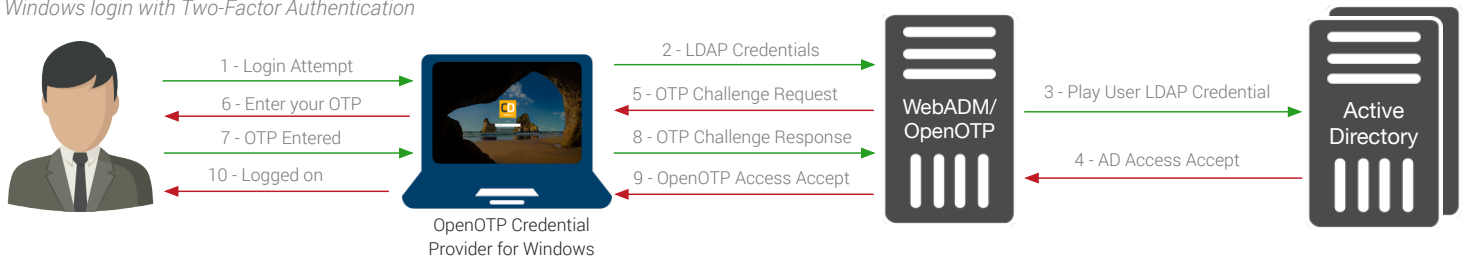 Windows login with Two-Factor Authentication
1 - Login Attempt
6 - Enter your OTP
7 - OTP Entered
10 - Logged on
OpenOTP Credential
Provider for Windows
2 - LDAP Credentials
5 - OTP Challenge Request
8 - OTP Challenge Response
9 - OpenOTP Access Accept
WebADM/
OpenOTP
3 - Play User LDAP Credential
4 - AD Access Accept
Active
Directory